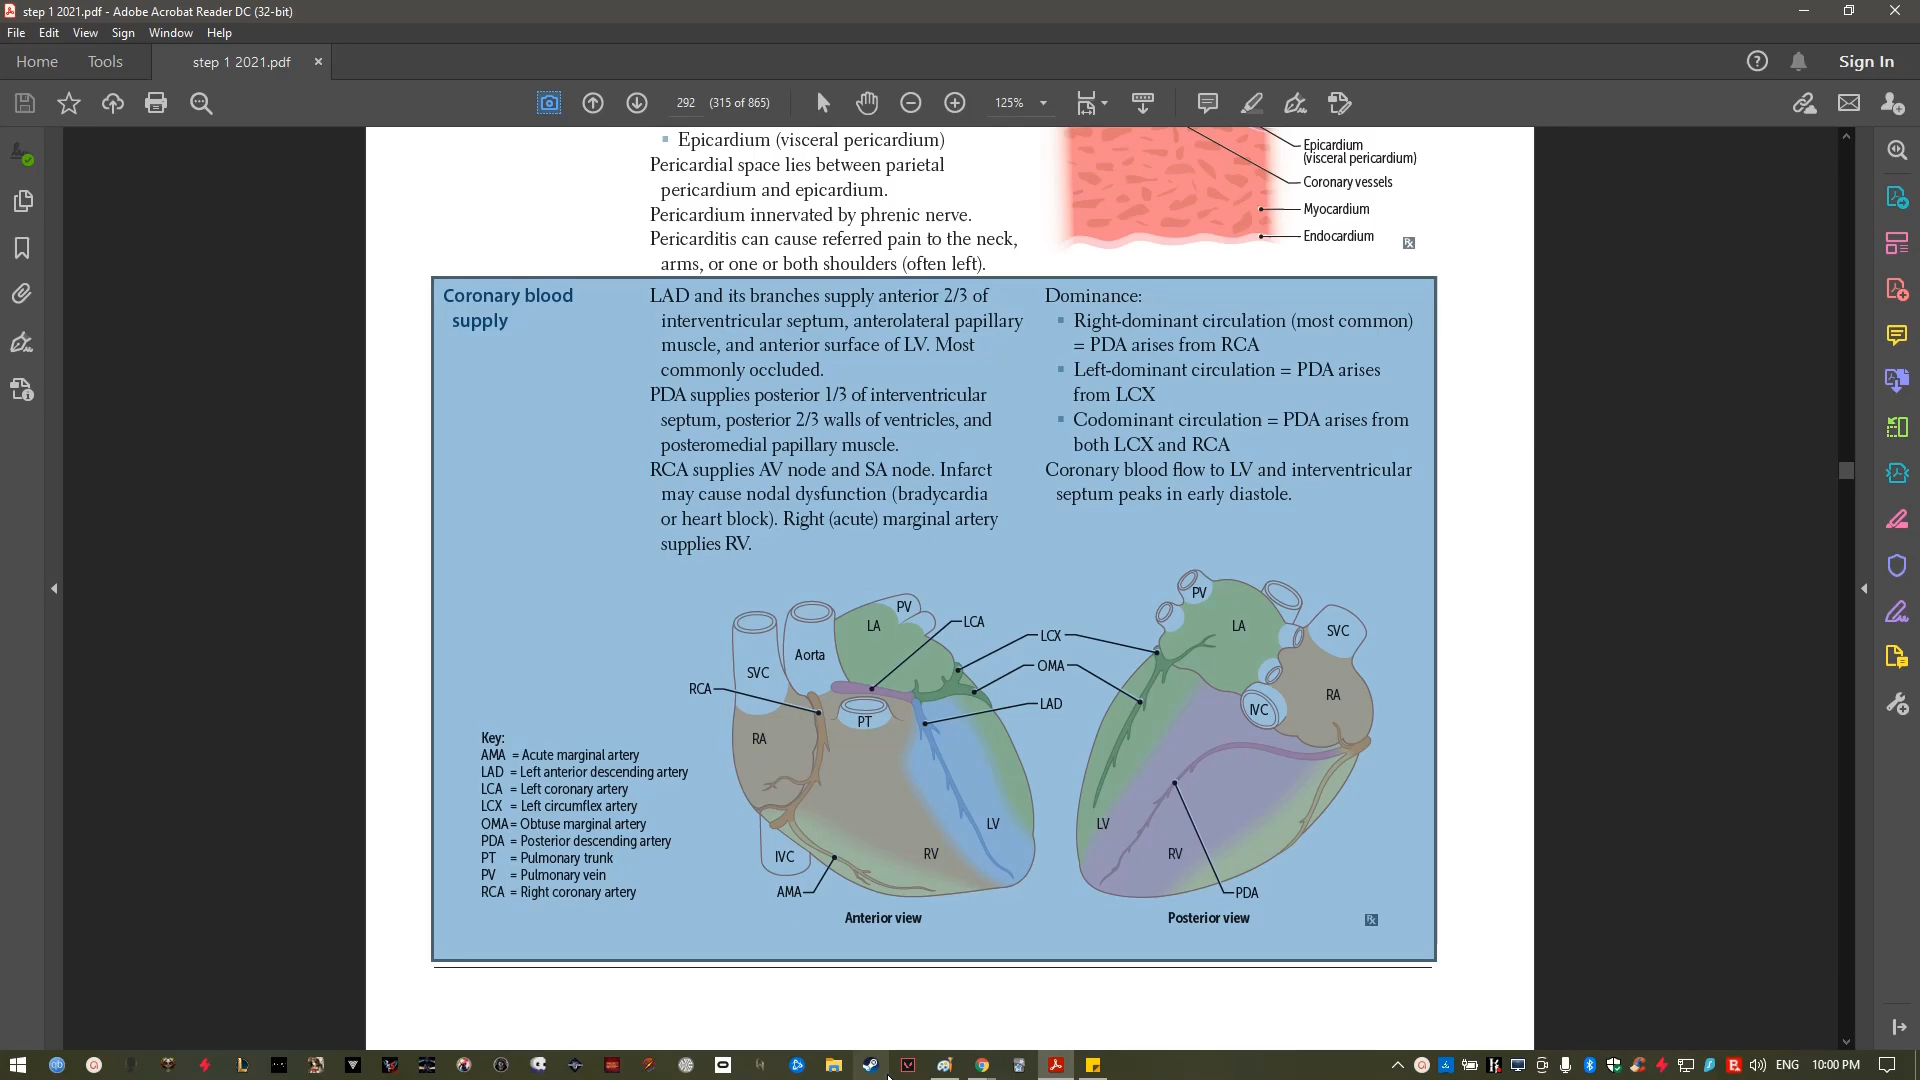 step 1 2021.pdf - Adobe Acrobat Reader DC (32-bit)
File Edit View Sign Window Help
Home Tools step 1 2021.pdf × Sign In
292 (315 of 865) 125%
Epicardium (visceral pericardium)
Pericardial space lies between parietal
pericardium and epicardium.
Pericardium innervated by phrenic nerve.
Pericarditis can cause referred pain to the neck,
arms, or one or both shoulders (often left).
Epicardium
(visceral pericardium)
Coronary vessels
Myocardium
Endocardium
Rx
Coronary blood
supply
LAD and its branches supply anterior 2/3 of
interventricular septum, anterolateral papillary
muscle, and anterior surface of LV. Most
commonly occluded.
PDA supplies posterior 1/3 of interventricular
septum, posterior 2/3 walls of ventricles, and
posteromedial papillary muscle.
RCA supplies AV node and SA node. Infarct
may cause nodal dysfunction (bradycardia
or heart block). Right (acute) marginal artery
supplies RV.
Dominance:
Right-dominant circulation (most common)
= PDA arises from RCA
Left-dominant circulation = PDA arises
from LCX
Codominant circulation = PDA arises from
both LCX and RCA
Coronary blood flow to LV and interventricular
septum peaks in early diastole.
PV
LA
LCA
Aorta
SVC
RCA
PT
RA
LV
RV
IVC
AMA
Anterior view
LCX
OMA
LAD
PV
LA
SVC
RA
IVC
LV
RV
PDA
Posterior view
Rx
Key:
AMA = Acute marginal artery
LAD = Left anterior descending artery
LCA = Left coronary artery
LCX = Left circumflex artery
OMA = Obtuse marginal artery
PDA = Posterior descending artery
PT = Pulmonary trunk
PV = Pulmonary vein
RCA = Right coronary artery
ENG 10:00 PM